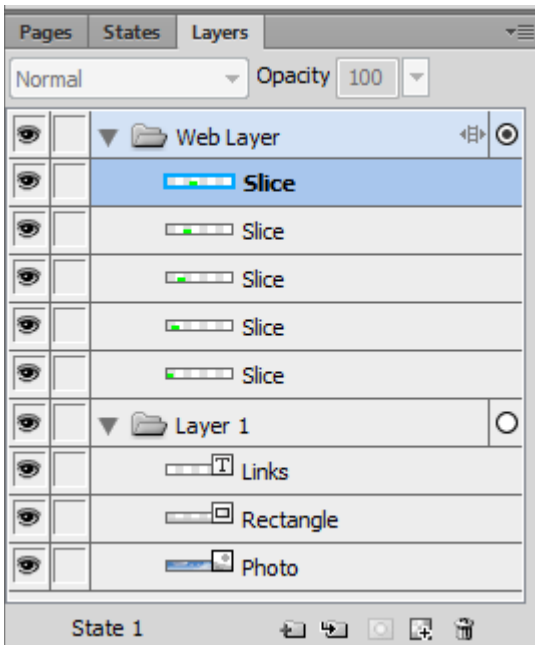 Pages States Layers
Normal Opacity 100
Web Layer
Slice
Slice
Slice
Slice
Slice
Layer 1
T Links
Rectangle
Photo
State 1